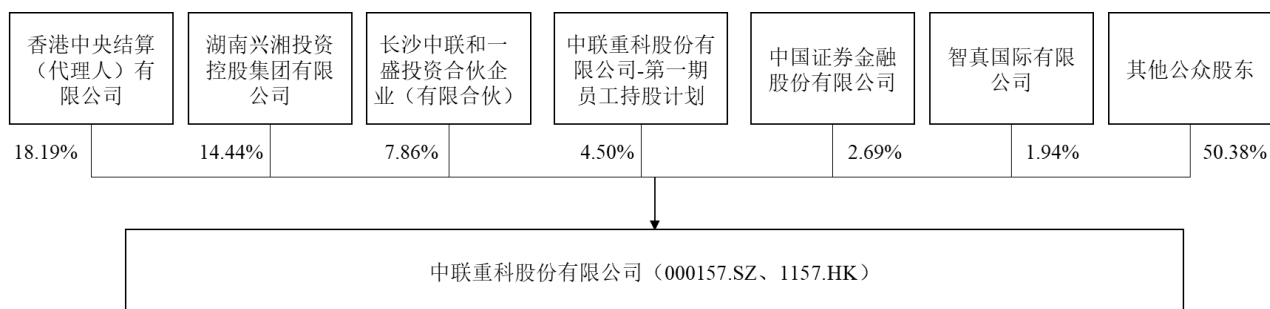 香港中央结算
（代理人）有
限公司
湖南兴湘投资
控股集团有限
公司
长沙中联和一
盛投资合伙企
业（有限合伙）
中联重科股份有
限公司-第一期
员工持股计划
中国证券金融
股份有限公司
智真国际有限
公司
其他公众股东
18.19%
14.44%
7.86%
4.50%
2.69%
1.94%
50.38%
中联重科股份有限公司（000157.SZ、1157.HK）